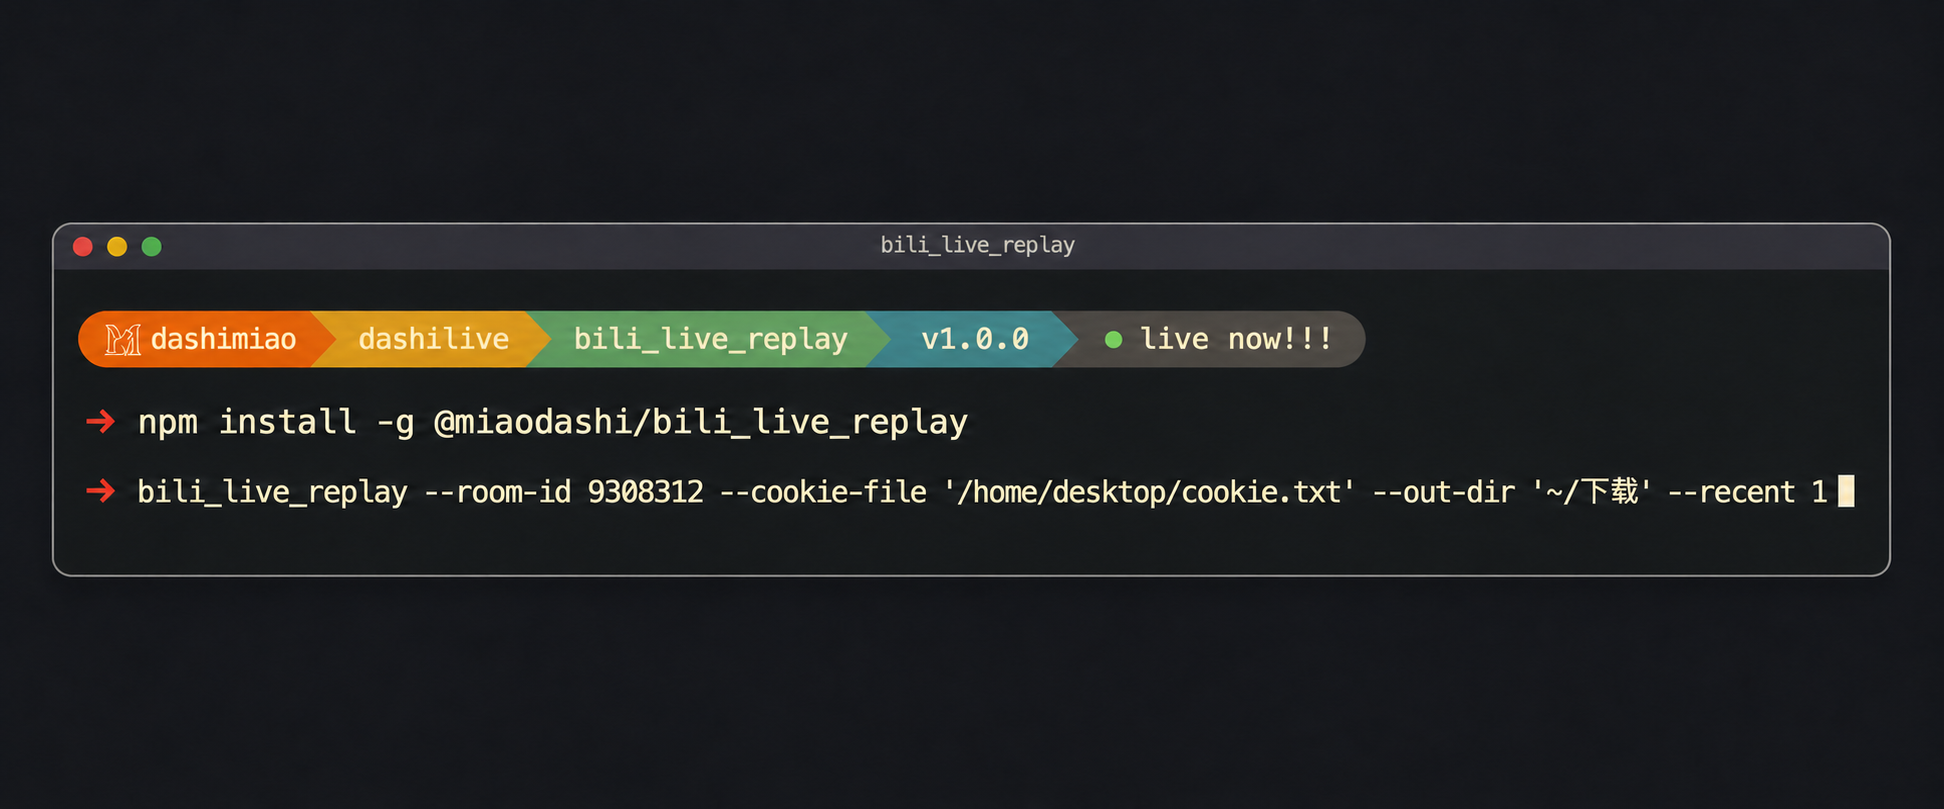 bili_live_replay
dashimiao dashilive bili_live_replay v1.0.0 ● live now!!!
→ npm install -g @miaodashi/bili_live_replay
→ bili_live_replay --room-id 9308312 --cookie-file '/home/desktop/cookie.txt' --out-dir '~/下载' --recent 1